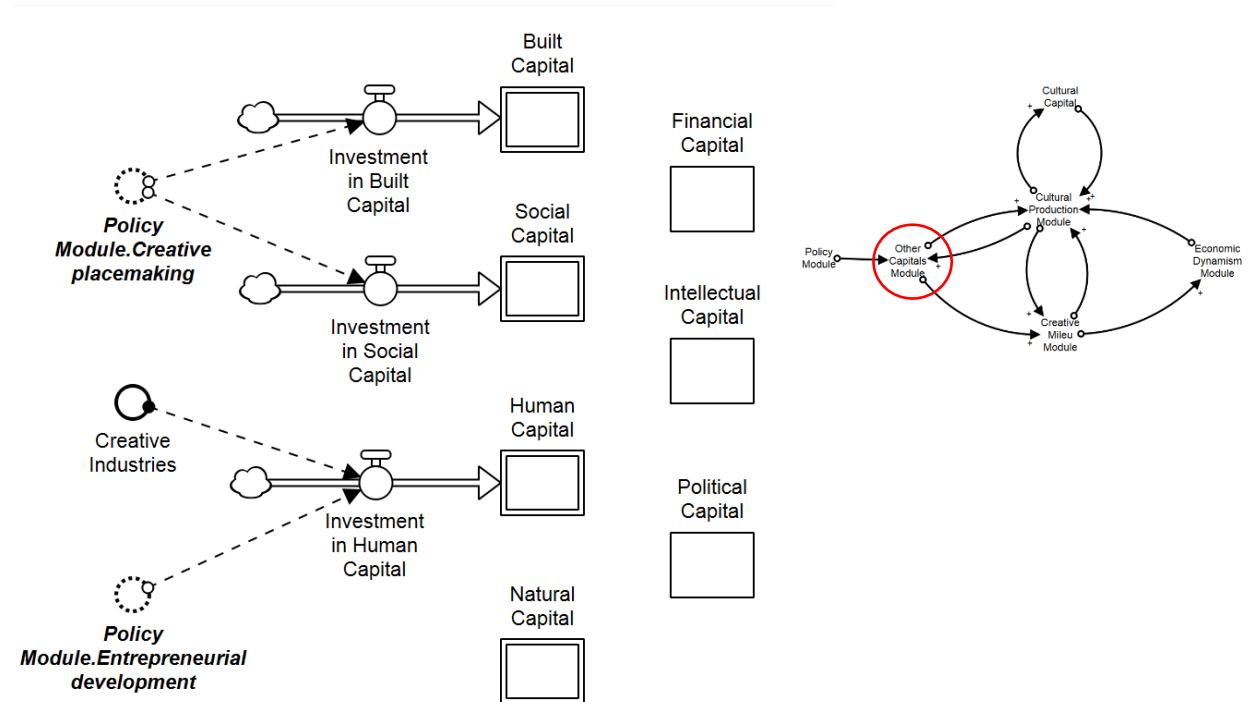 Built
Capital
Investment
in Built
Capital
Policy
Module.Creative
placemaking
Social
Capital
Investment
in Social
Capital
Creative
Industries
Human
Capital
Investment
in Human
Capital
Policy
Module.Entrepreneurial
development
Natural
Capital
Financial
Capital
Intellectual
Capital
Political
Capital
Cultural
Capital
+
Cultural
Production
Module
+
+
+
+
Policy
Module
Other
Capitals
Module
+
Economic
Dynamism
Module
+
Creative
Mileu
Module
+
+